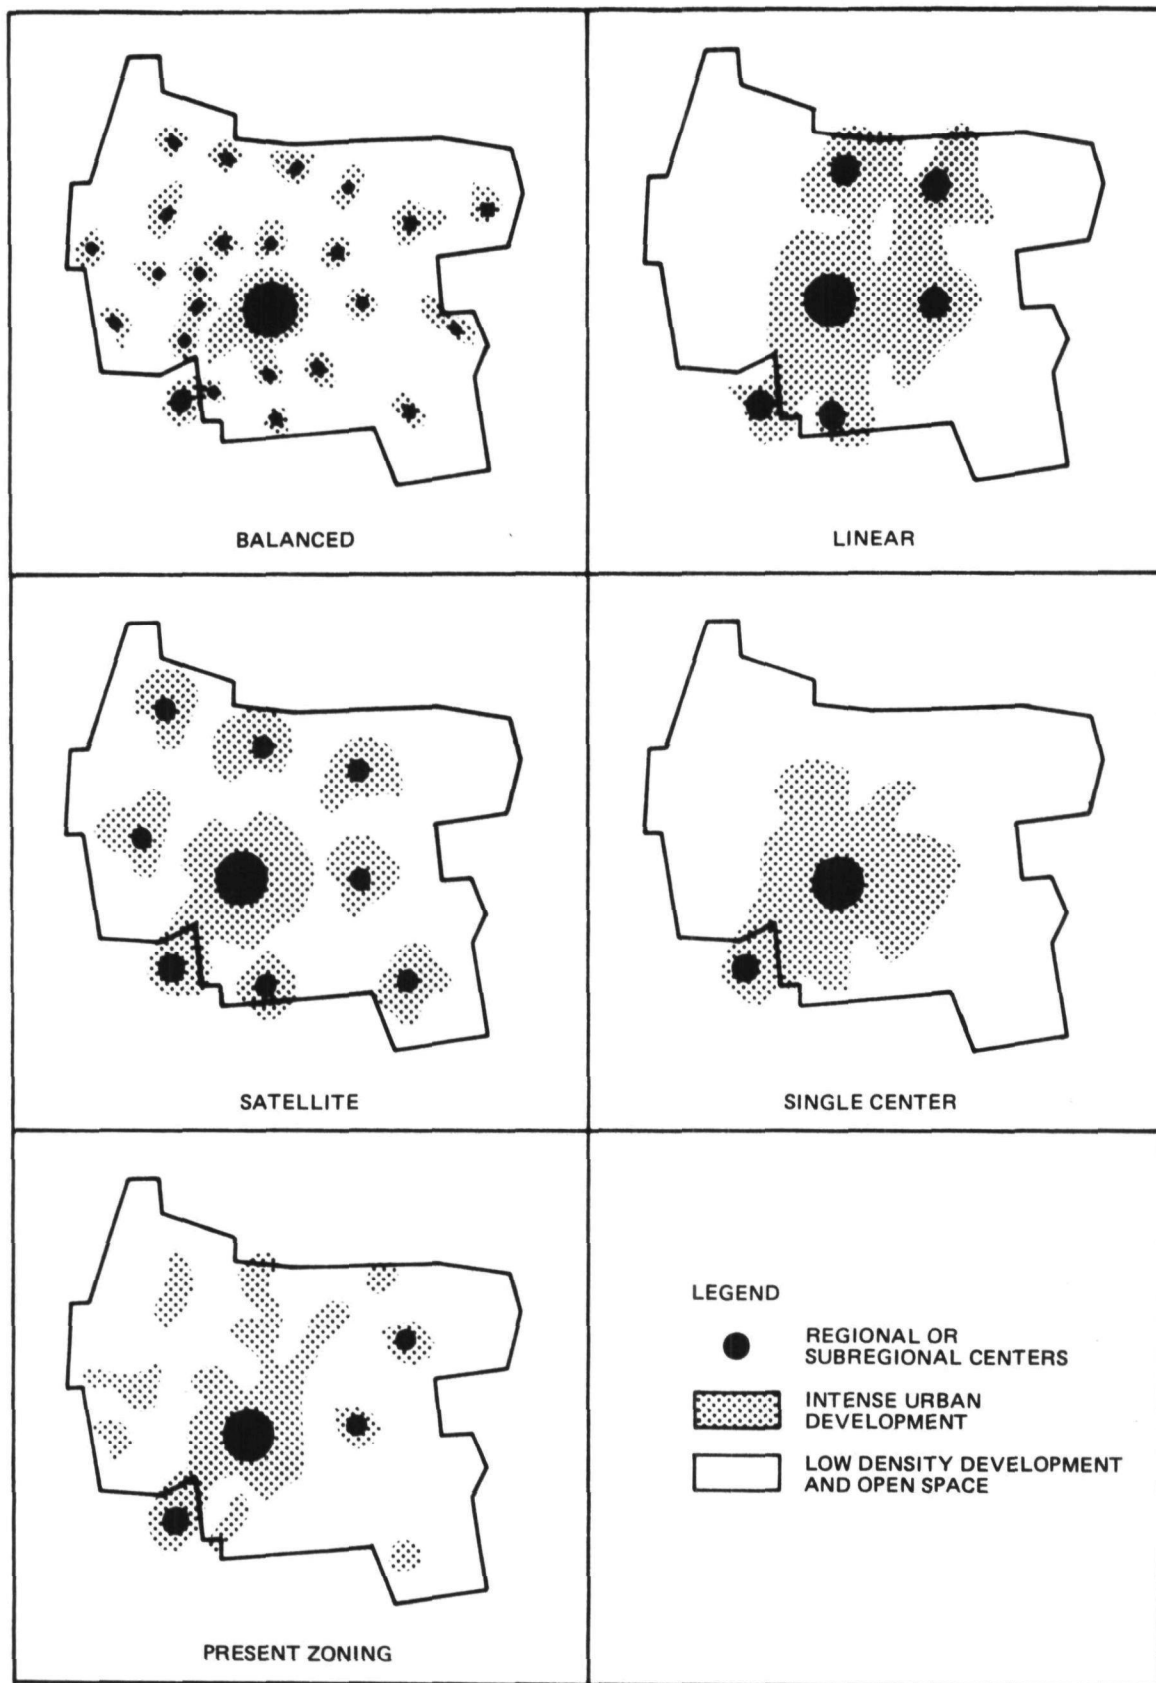 BALANCED
LINEAR
SATELLITE
SINGLE CENTER
PRESENT ZONING
LEGEND
REGIONAL OR
SUBREGIONAL CENTERS
INTENSE URBAN
DEVELOPMENT
LOW DENSITY DEVELOPMENT
AND OPEN SPACE